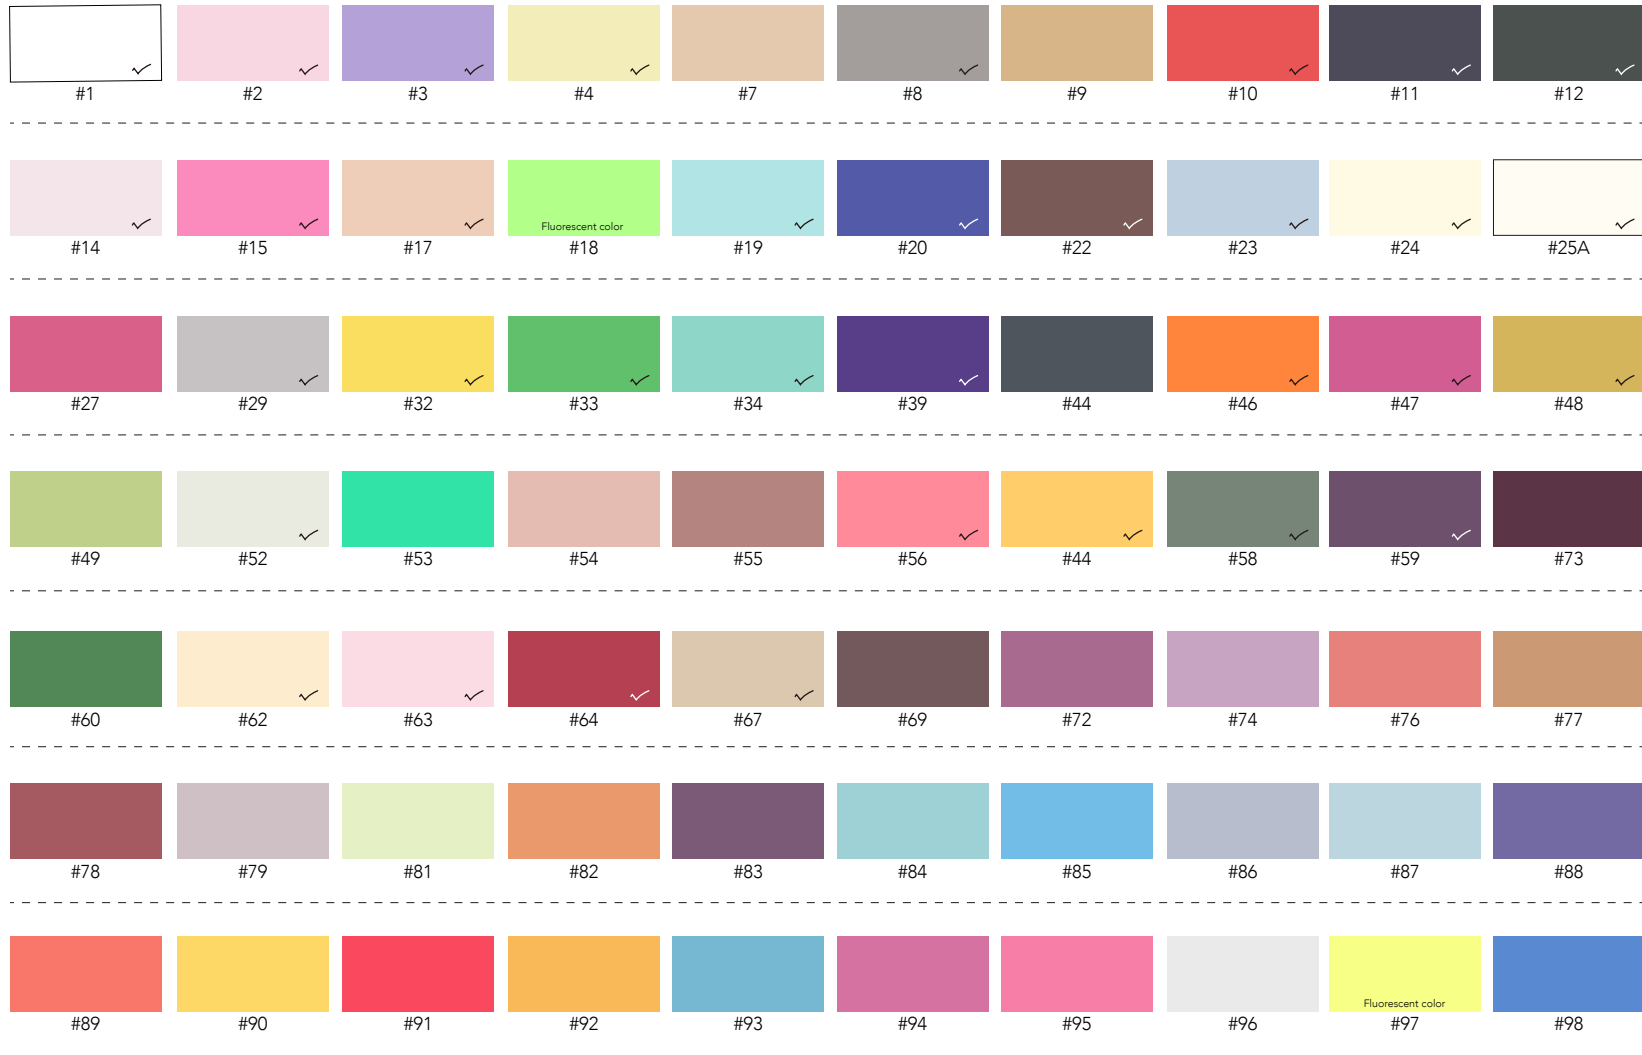 #1 #2 #3 #4 #7 #8 #9 #10 #11 #12
Fluorescent color
#14 #15 #17 #18 #19 #20 #22 #23 #24 #25A
#27 #29 #32 #33 #34 #39 #44 #46 #47 #48
#49 #52 #53 #54 #55 #56 #44 #58 #59 #73
#60 #62 #63 #64 #67 #69 #72 #74 #76 #77
#78 #79 #81 #82 #83 #84 #85 #86 #87 #88
Fluorescent color
#89 #90 #91 #92 #93 #94 #95 #96 #97 #98